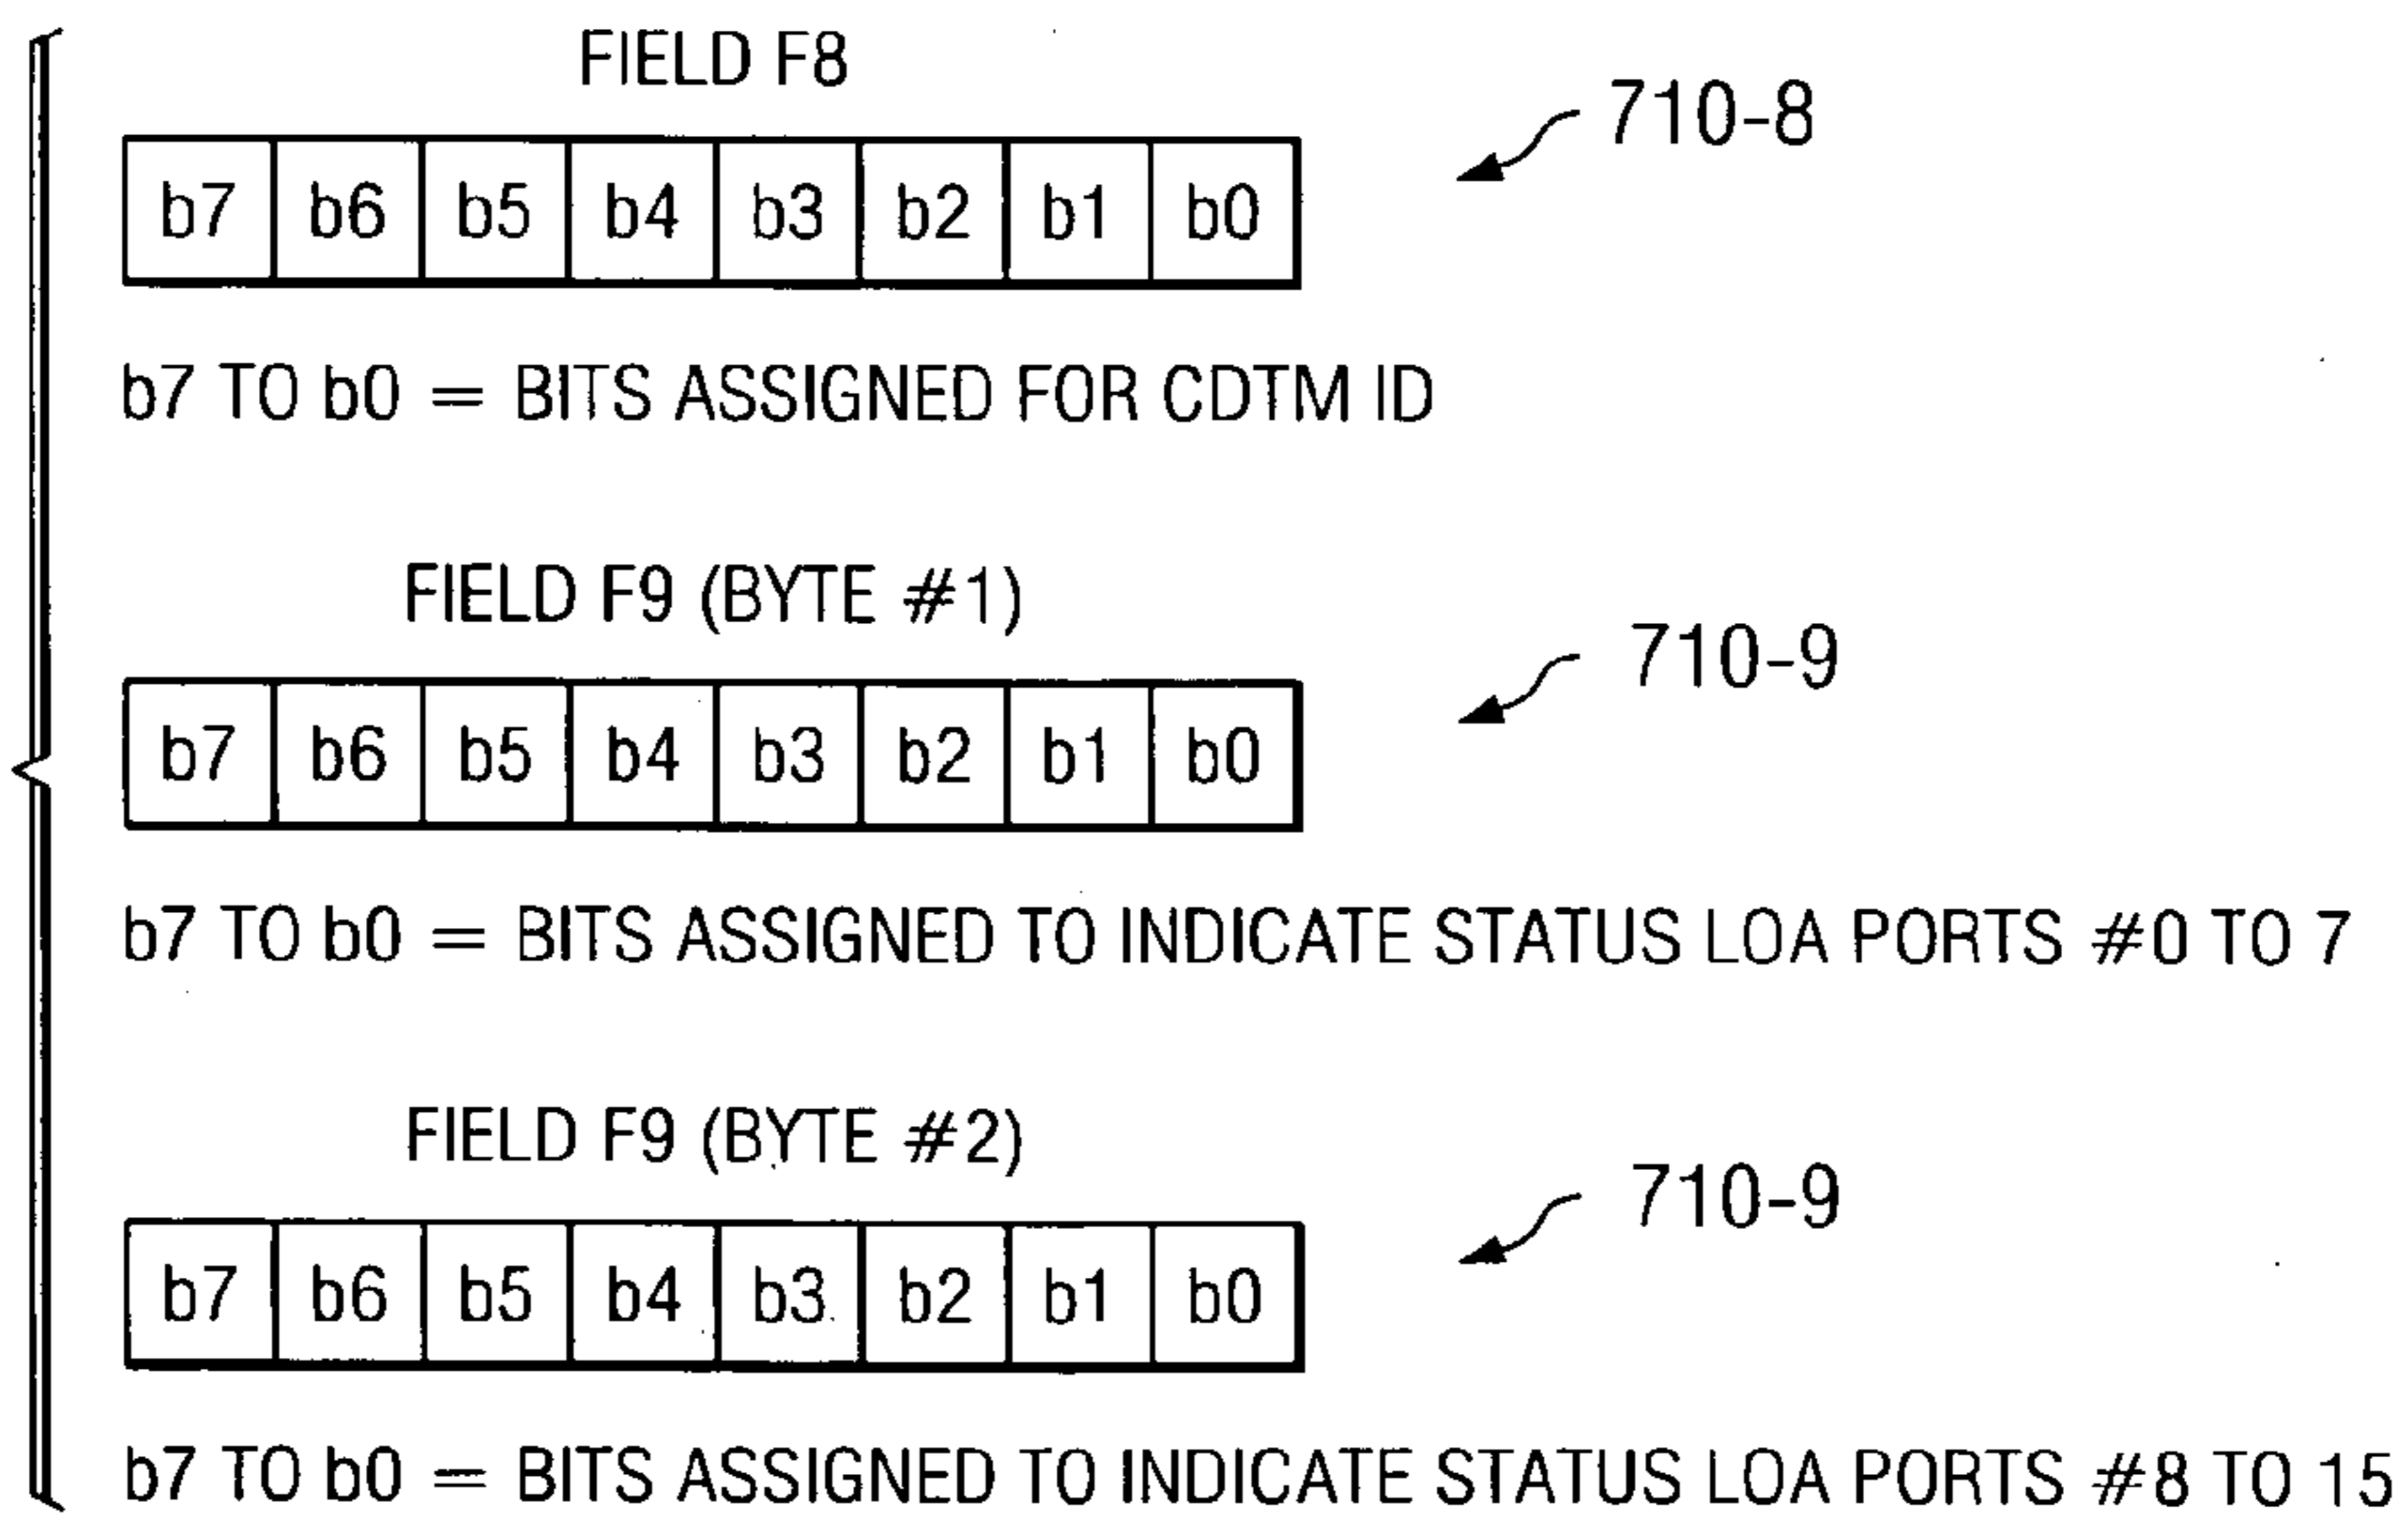 FIELD F8
710-8
b7 b6 b5 b4 b3 b2 b1 b0
b7 TO b0 = BITS ASSIGNED FOR CDTM ID
FIELD F9 (BYTE #1)
710-9
b7 b6 b5 b4 b3 b2 b1 b0
b7 TO b0 = BITS ASSIGNED TO INDICATE STATUS LOA PORTS #0 TO 7
FIELD F9 (BYTE #2)
710-9
b7 b6 b5 b4 b3 b2 b1 b0
b7 TO b0 = BITS ASSIGNED TO INDICATE STATUS LOA PORTS #8 TO 15